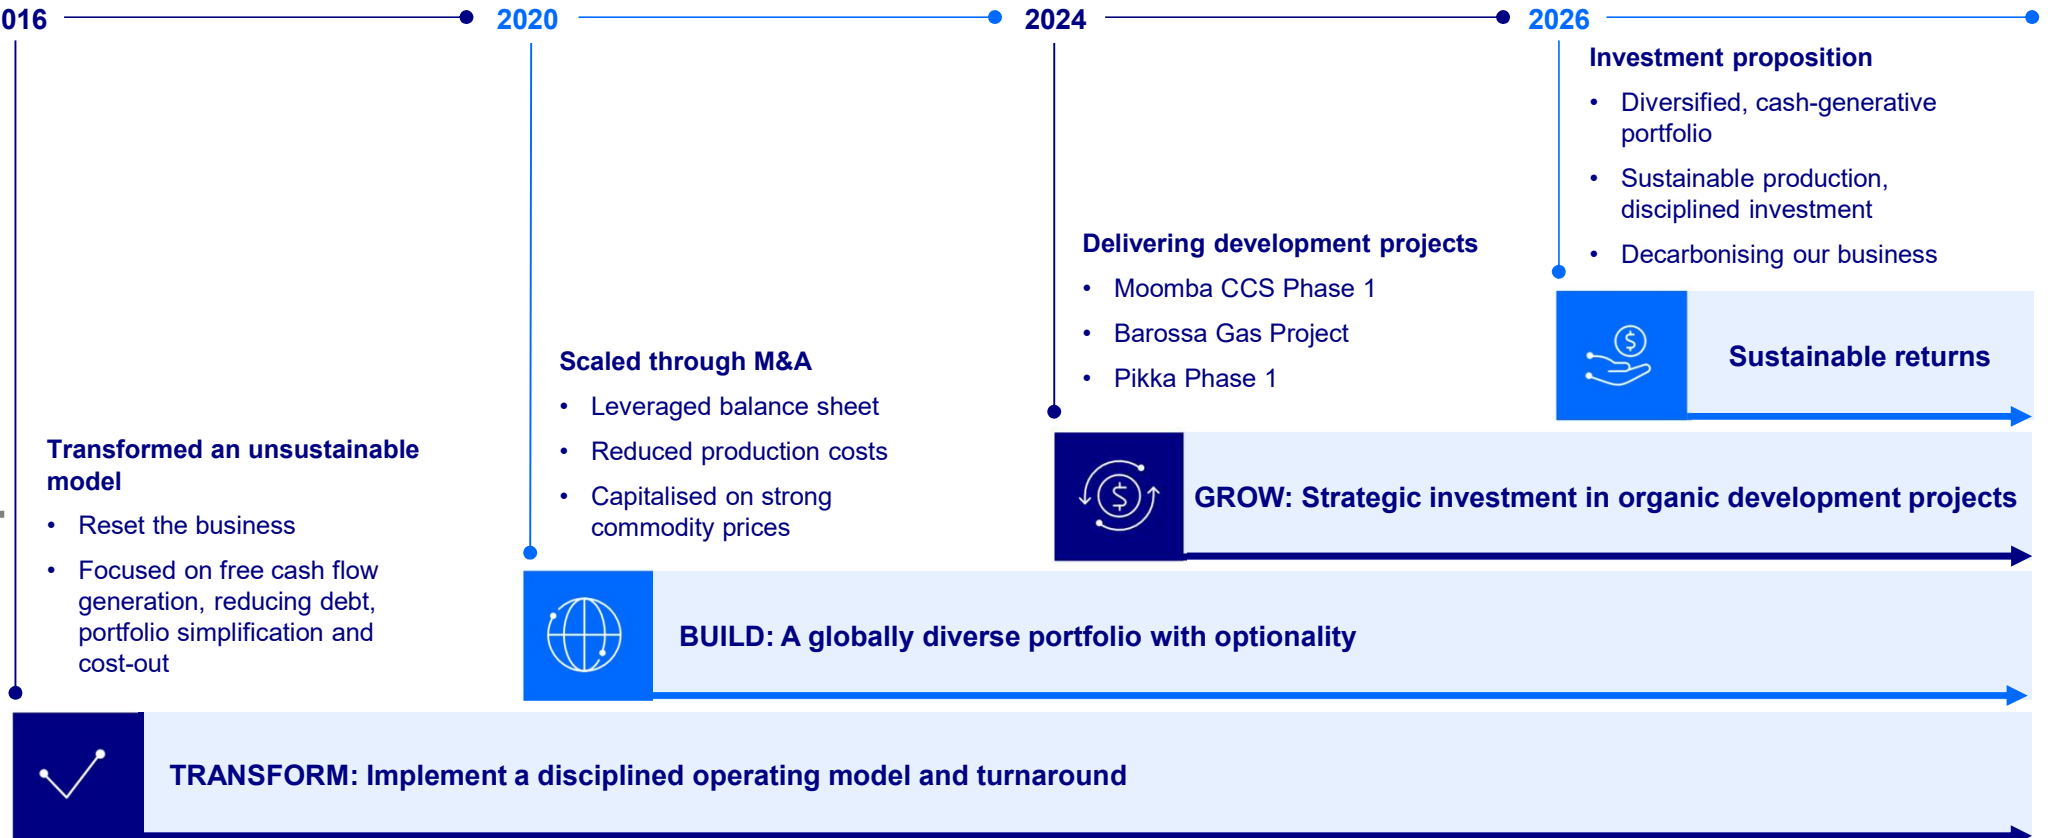 016
2020
2024
2026
Investment proposition
• Diversified, cash-generative
portfolio
• Sustainable production,
disciplined investment
• Decarbonising our business
Sustainable returns
Delivering development projects
• Moomba CCS Phase 1
• Barossa Gas Project
• Pikka Phase 1
$
GROW: Strategic investment in organic development projects
$
Scaled through M&A
• Leveraged balance sheet
• Reduced production costs
• Capitalised on strong
commodity prices
BUILD: A globally diverse portfolio with optionality
Transformed an unsustainable
model
• Reset the business
• Focused on free cash flow
generation, reducing debt,
portfolio simplification and
cost-out
TRANSFORM: Implement a disciplined operating model and turnaround